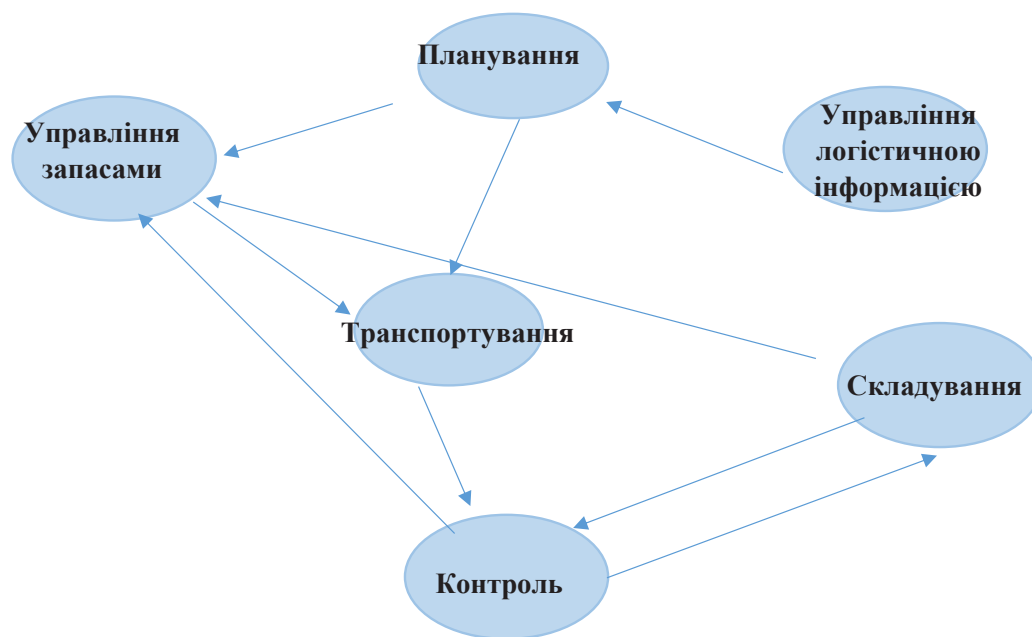 Планування
Управління
запасами
Управління
логістичною
інформацією
Транспортування
Складування
Контроль